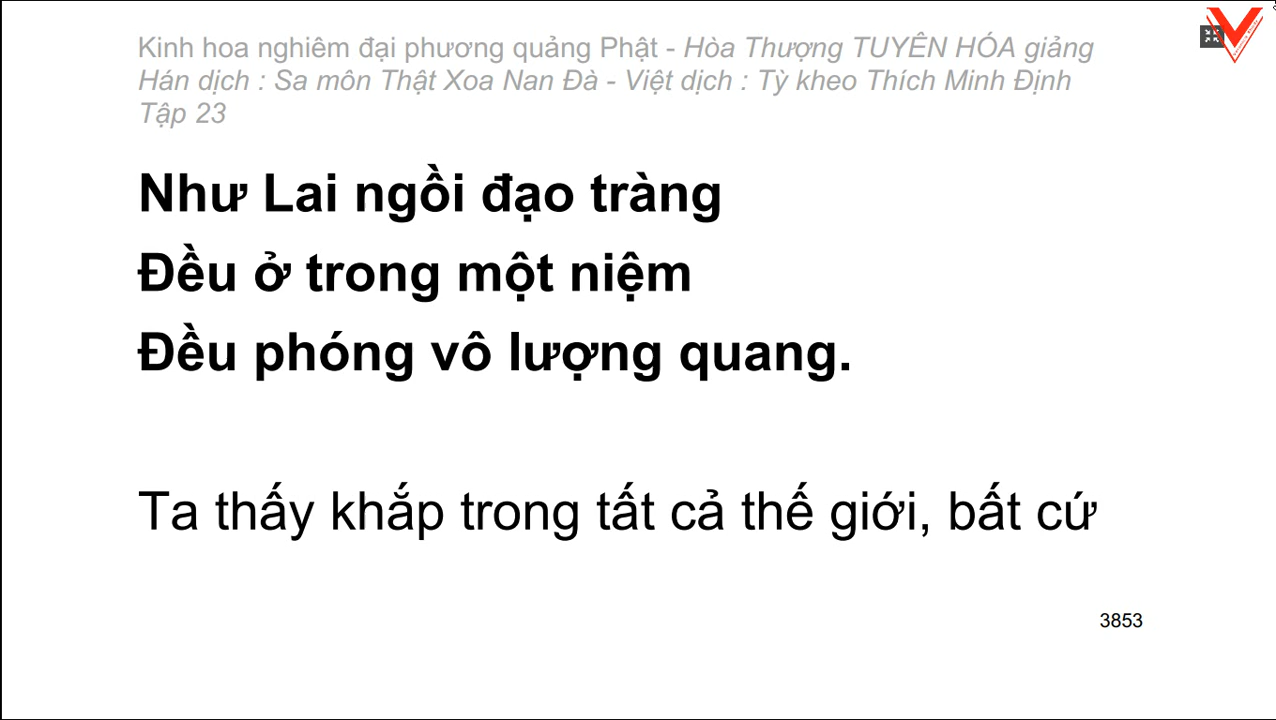 Kinh hoa nghiêm đại phương quảng Phật - Hòa Thượng TUYÊN HÓA giảng
Hán dịch : Sa môn Thật Xoa Nan Đà - Việt dịch : Tỳ kheo Thích Minh Định
Tập 23
Như Lai ngồi đạo tràng
Đều ở trong một niệm
Đều phóng vô lượng quang.
Ta thấy khắp trong tất cả thế giới, bất cứ
3853